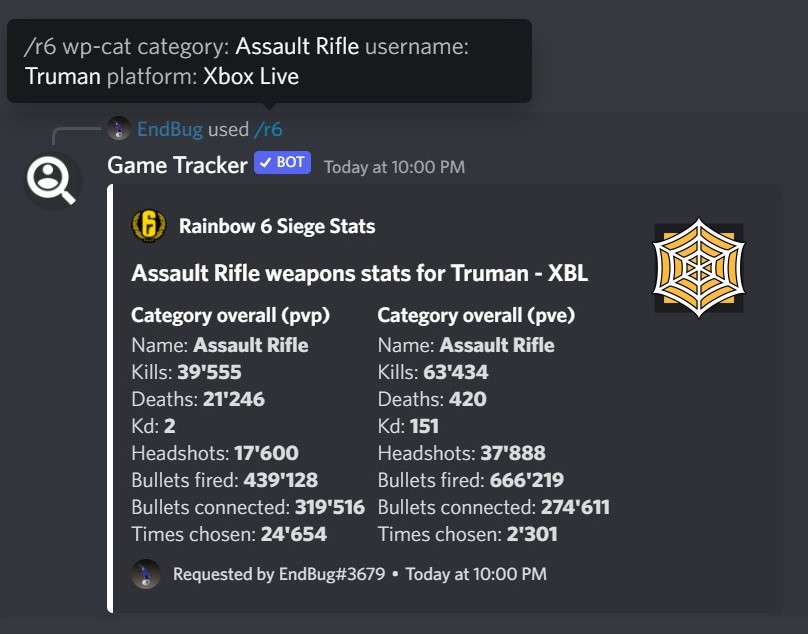 /r6 wp-cat category: Assault Rifle username:
Truman platform: Xbox Live
EndBug used /r6
Game Tracker ✓ BOT Today at 10:00 PM
6 Rainbow 6 Siege Stats
Assault Rifle weapons stats for Truman - XBL
Category overall (pvp) Category overall (pve)
Name: Assault Rifle Name: Assault Rifle
Kills: 39'555 Kills: 63'434
Deaths: 21'246 Deaths: 420
Kd: 2 Kd: 151
Headshots: 17'600 Headshots: 37'888
Bullets fired: 439'128 Bullets fired: 666'219
Bullets connected: 319'516 Bullets connected: 274'611
Times chosen: 24'654 Times chosen: 2'301
Requested by EndBug#3679 • Today at 10:00 PM